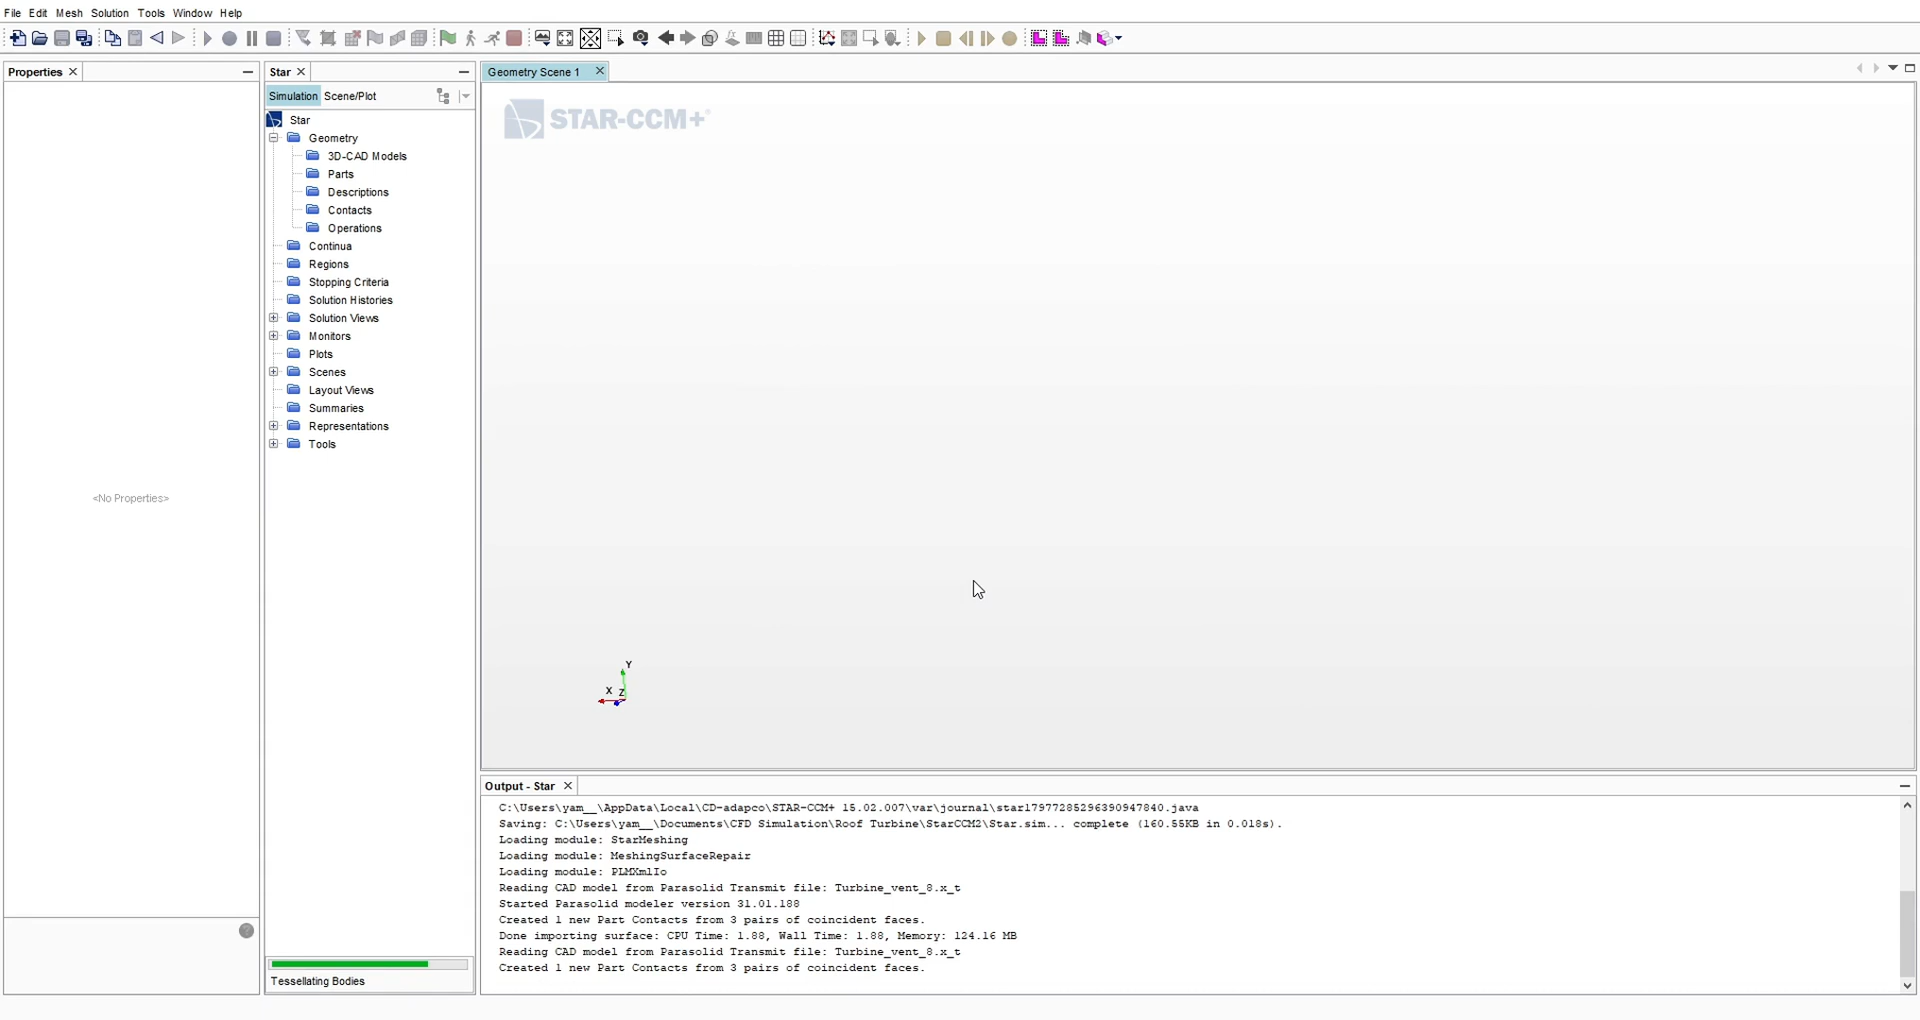 File Edit Mesh Solution Tools Window Help
Properties
Star
Geometry Scene 1
Simulation Scene/Plot
STAR-CCM+
Star
Geometry
3D-CAD Models
Parts
Descriptions
Contacts
Operations
Continua
Regions
Stopping Criteria
Solution Histories
Solution Views
Monitors
Plots
Scenes
Layout Views
Summaries
Representations
Tools
<No Properties>
Y
X Z
Output - Star
C:\Users\yam__\AppData\Local\CD-adapco\STAR-CCM+ 15.02.007\var\journal\star17977285296390947840.java
Saving: C:\Users\yam__\Documents\CFD Simulation\Roof Turbine\StarCCM2\Star.sim... complete (160.55KB in 0.018s).
Loading module: StarMeshing
Loading module: MeshingSurfaceRepair
Loading module: PLMXmlIo
Reading CAD model from Parasolid Transmit file: Turbine_vent_8.x_t
Started Parasolid modeler version 31.01.188
Created 1 new Part Contacts from 3 pairs of coincident faces.
Done importing surface: CPU Time: 1.88, Wall Time: 1.88, Memory: 124.16 MB
Reading CAD model from Parasolid Transmit file: Turbine_vent_8.x_t
Created 1 new Part Contacts from 3 pairs of coincident faces.
Tessellating Bodies